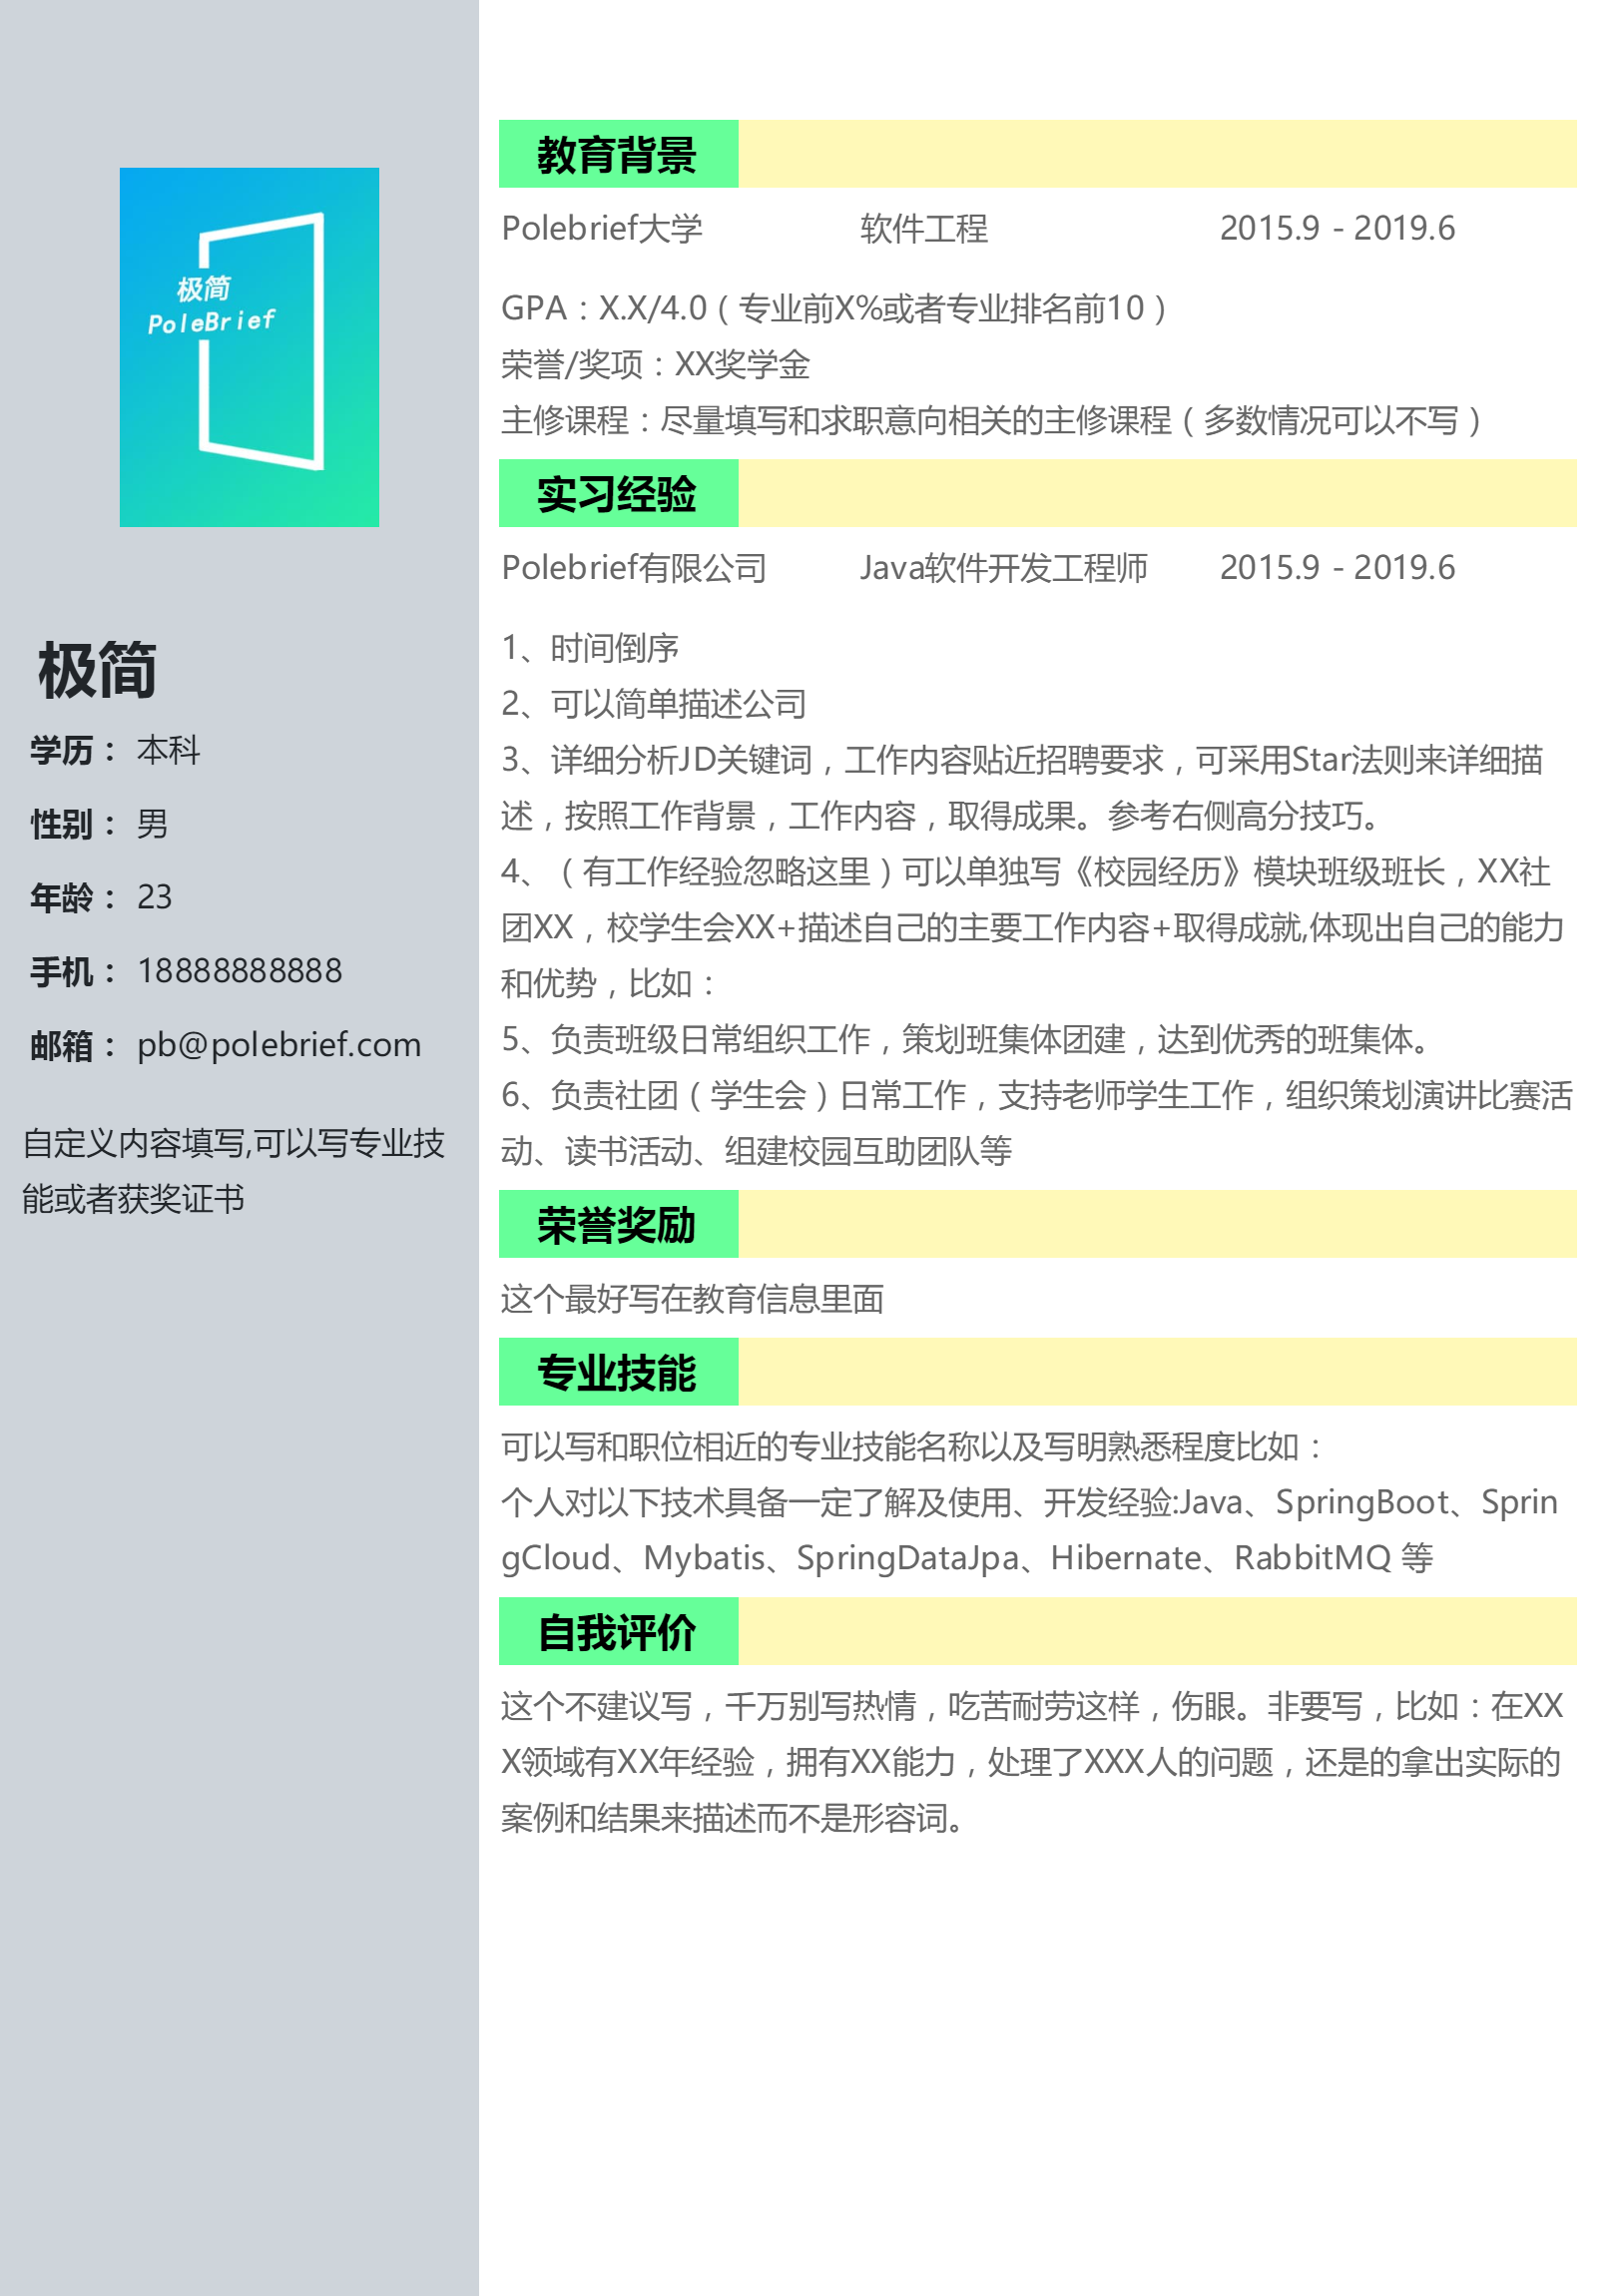 极简
PoleBrief
极简
学历： 本科
性别： 男
年龄： 23
手机： 18888888888
邮箱： pb@polebrief.com
自定义内容填写,可以写专业技
能或者获奖证书
教育背景
Polebrief大学 软件工程 2015.9 - 2019.6
GPA：X.X/4.0（专业前X%或者专业排名前10）
荣誉/奖项：XX奖学金
主修课程：尽量填写和求职意向相关的主修课程（多数情况可以不写）
实习经验
Polebrief有限公司 Java软件开发工程师 2015.9 - 2019.6
1、时间倒序
2、可以简单描述公司
3、详细分析JD关键词，工作内容贴近招聘要求，可采用Star法则来详细描
述，按照工作背景，工作内容，取得成果。参考右侧高分技巧。
4、（有工作经验忽略这里）可以单独写《校园经历》模块班级班长，XX社
团XX，校学生会XX+描述自己的主要工作内容+取得成就,体现出自己的能力
和优势，比如：
5、负责班级日常组织工作，策划班集体团建，达到优秀的班集体。
6、负责社团（学生会）日常工作，支持老师学生工作，组织策划演讲比赛活
动、读书活动、组建校园互助团队等
荣誉奖励
这个最好写在教育信息里面
专业技能
可以写和职位相近的专业技能名称以及写明熟悉程度比如：
个人对以下技术具备一定了解及使用、开发经验:Java、SpringBoot、Sprin
gCloud、Mybatis、SpringDataJpa、Hibernate、RabbitMQ 等
自我评价
这个不建议写，千万别写热情，吃苦耐劳这样，伤眼。非要写，比如：在XX
X领域有XX年经验，拥有XX能力，处理了XXX人的问题，还是的拿出实际的
案例和结果来描述而不是形容词。